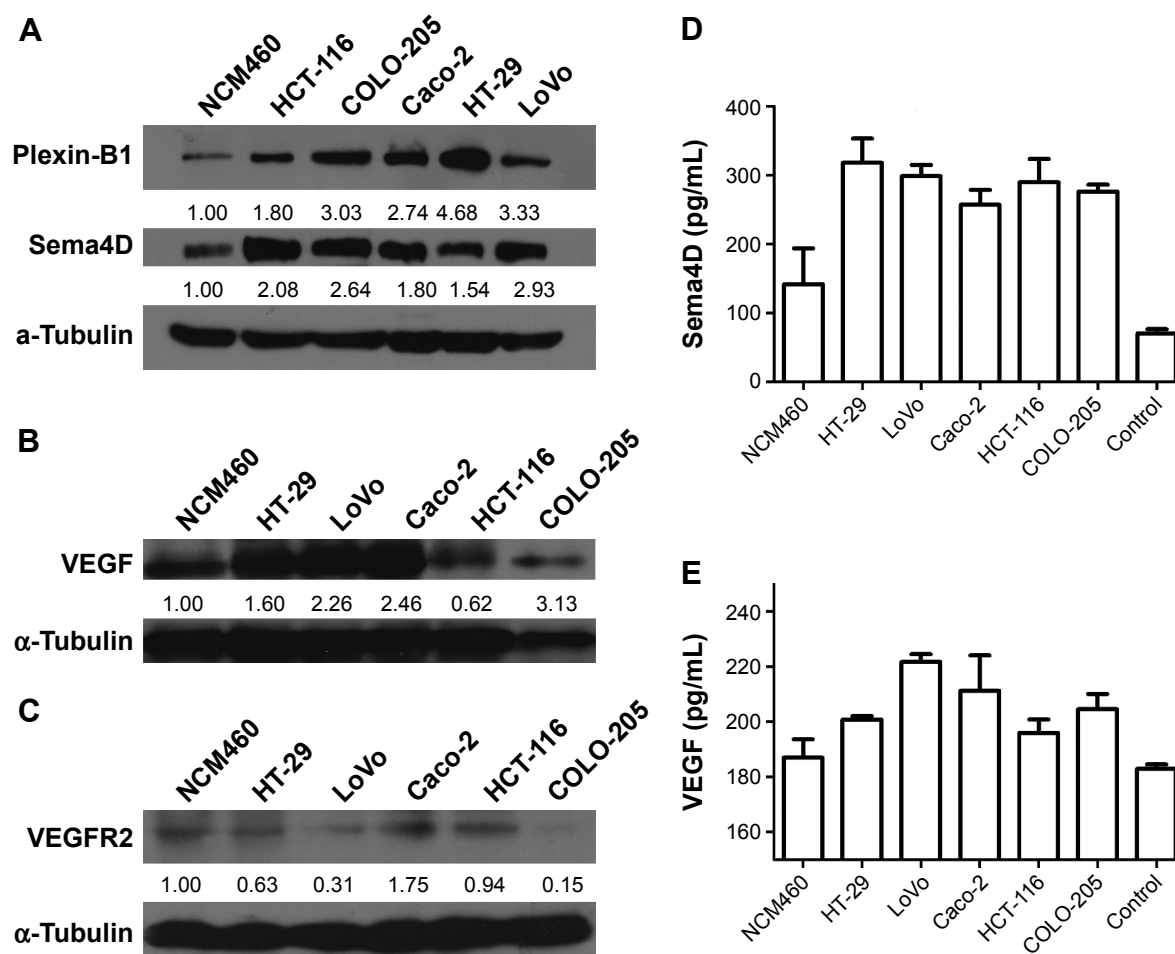 A
NCM460 HCT-116 COLO-205 Caco-2 HT-29 LoVo
Plexin-B1
1.00 1.80 3.03 2.74 4.68 3.33
Sema4D
1.00 2.08 2.64 1.80 1.54 2.93
a-Tubulin
B
NCM460 HT-29 LoVo Caco-2 HCT-116 COLO-205
VEGF
1.00 1.60 2.26 2.46 0.62 3.13
α-Tubulin
C
NCM460 HT-29 LoVo Caco-2 HCT-116 COLO-205
VEGFR2
1.00 0.63 0.31 1.75 0.94 0.15
α-Tubulin
D
Sema4D (pg/mL)
400
300
200
100
0
NCM460 HT-29 LoVo Caco-2 HCT-116 COLO-205 Control
E
VEGF (pg/mL)
240
220
200
180
160
NCM460 HT-29 LoVo Caco-2 HCT-116 COLO-205 Control